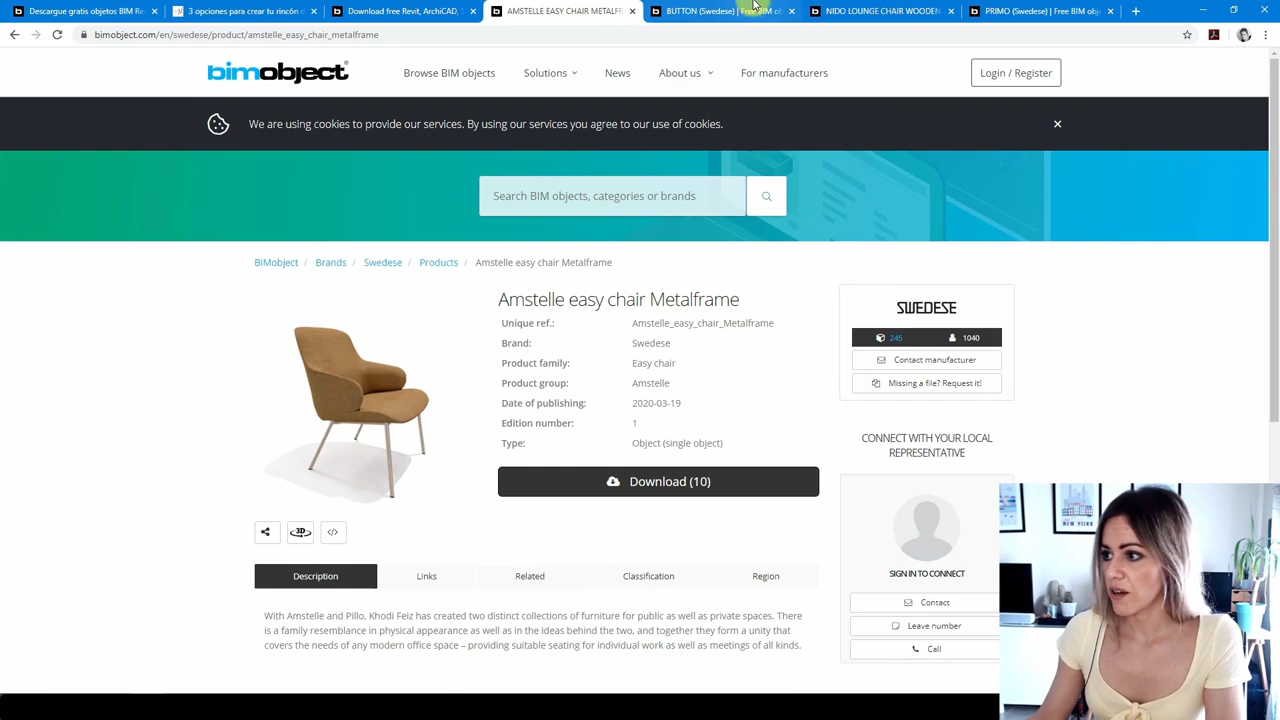 Descargue gratis objetos BIM Re
3 opciones para crear tu rincón d
Download free Revit, ArchiCAD, S
AMSTELLE EASY CHAIR METALFR
BUTTON (Swedese) | Free BIM ob
NIDO LOUNGE CHAIR WOODEN
PRIMO (Swedese) | Free BIM obje
bimobject.com/en/swedese/product/amstelle_easy_chair_metalframe
bimobject
Browse BIM objects
Solutions
News
About us
For manufacturers
Login / Register
We are using cookies to provide our services. By using our services you agree to our use of cookies.
Search BIM objects, categories or brands
BIMobject / Brands / Swedese / Products / Amstelle easy chair Metalframe
Amstelle easy chair Metalframe
Unique ref.: Amstelle_easy_chair_Metalframe
Brand: Swedese
Product family: Easy chair
Product group: Amstelle
Date of publishing: 2020-03-19
Edition number: 1
Type: Object (single object)
Download (10)
SWEDESE
245 1040
Contact manufacturer
Missing a file? Request it!
CONNECT WITH YOUR LOCAL
REPRESENTATIVE
SIGN IN TO CONNECT
Contact
Leave number
Call
3D
Description
Links
Related
Classification
Region
With Amstelle and Pillo, Khodi Feiz has created two distinct collections of furniture for public as well as private spaces. There
is a family resemblance in physical appearance as well as in the ideas behind the two, and together they form a unity that
covers the needs of any modern office space – providing suitable seating for individual work as well as meetings of all kinds.
NEW YORK